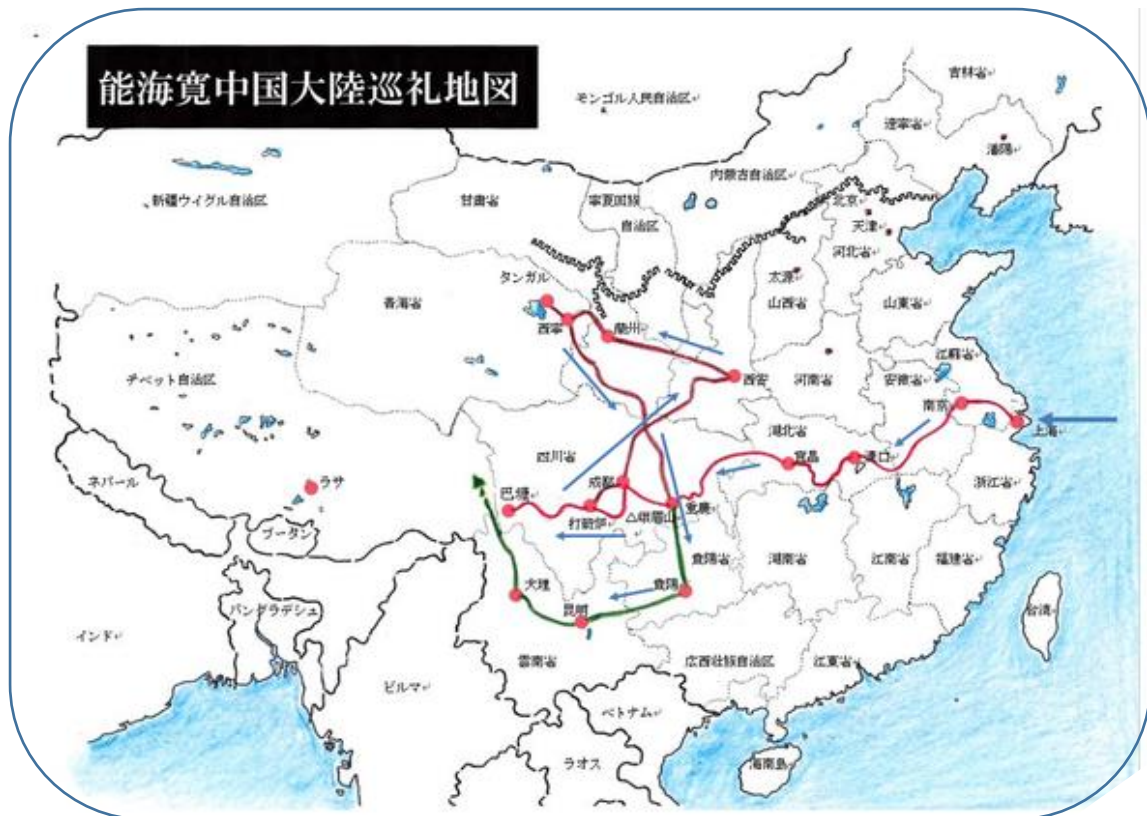 能海寛中国大陸巡礼地図
吉林省
モンゴル人民自治区
遼寧省
瀋陽
内蒙古自治区
新疆ウイグル自治区
甘粛省
寧夏回族
自治区
北京
天津
河北省
タンガル
太原
山西省
山東省
青海省
西寧
蘭州
江蘇省
チベット自治区
西安
河南省
安徽省
南京
上海
湖北省
四川省
宜昌
漢口
ネパール
ラサ
成都
浙江省
巴塘
打箭炉
△峨眉山
重慶
ブータン
貴陽省
湖南省
江南省
福建省
大理
貴陽
バングラデシュ
昆明
台湾
インド
雲南省
広西壮族自治区
江東省
ビルマ
ベトナム
ラオス
海南島